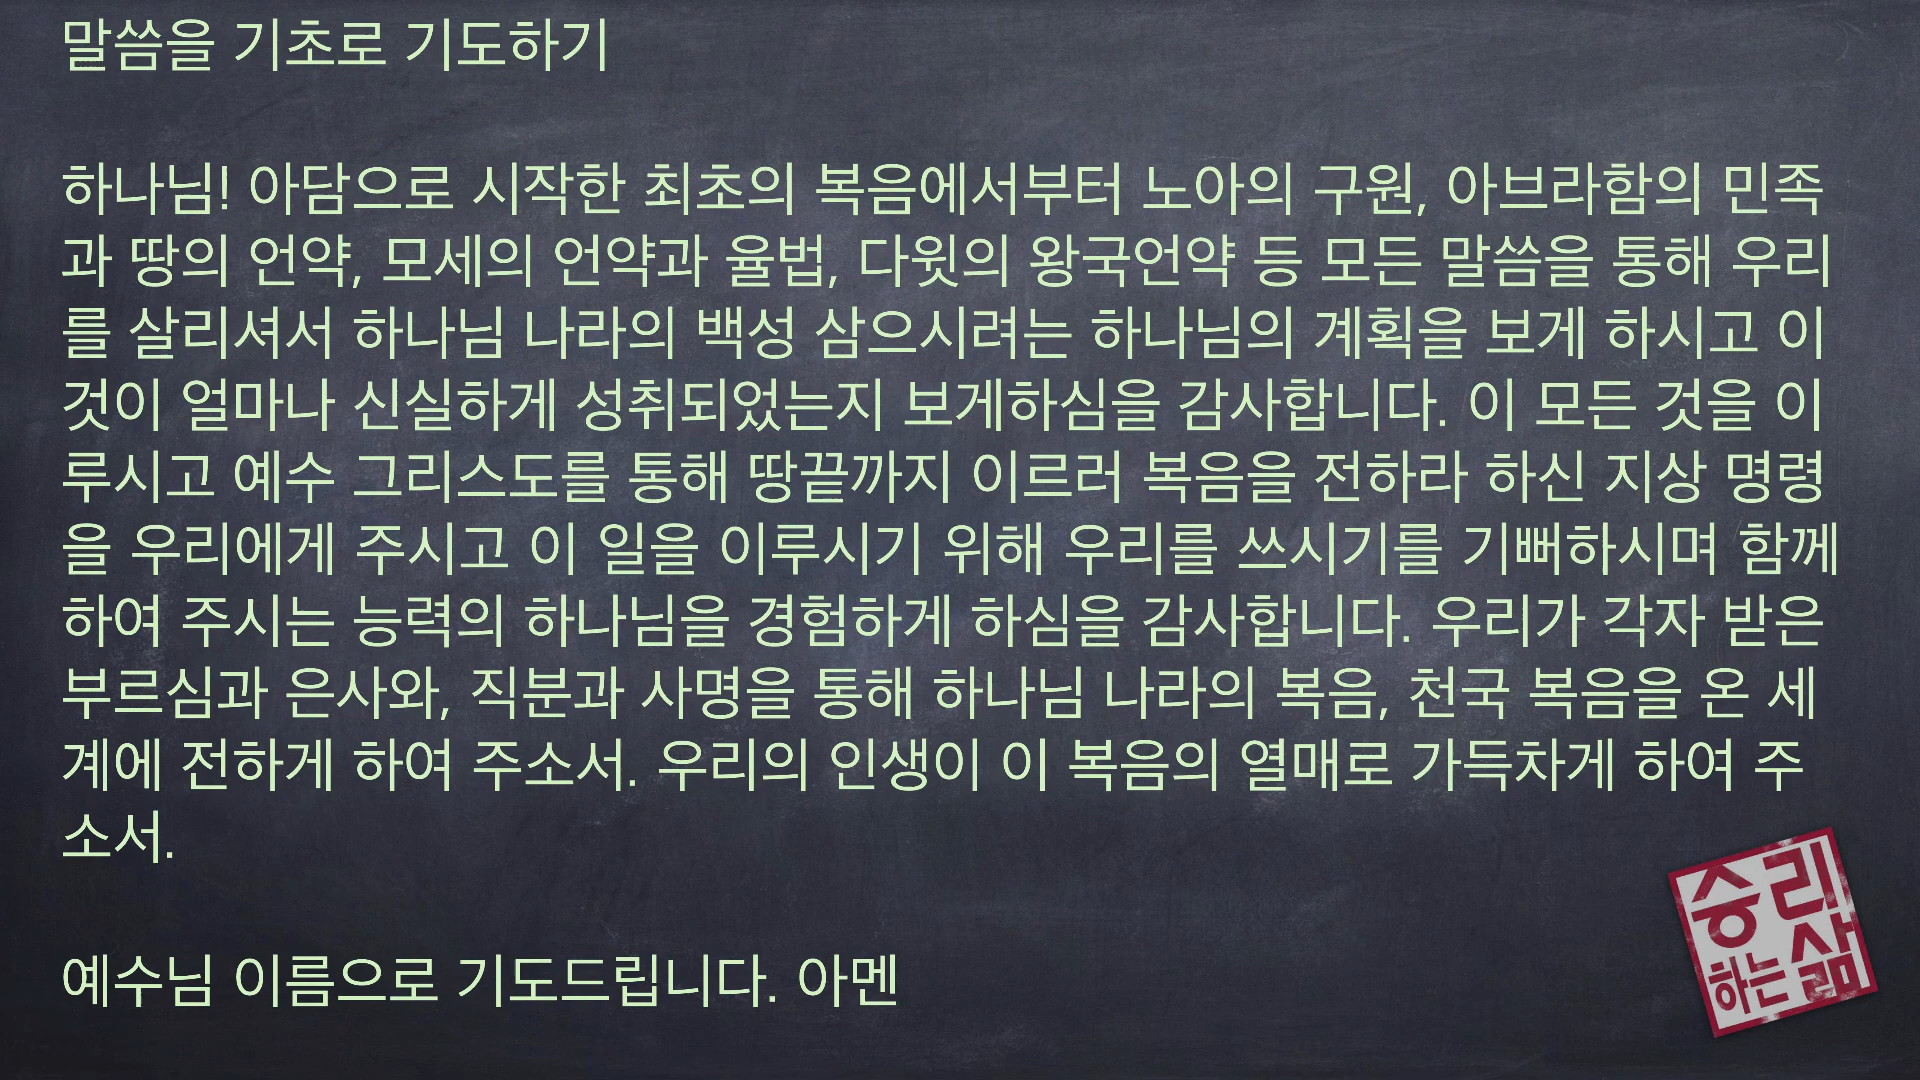 말씀을 기초로 기도하기
하나님! 아담으로 시작한 최초의 복음에서부터 노아의 구원, 아브라함의 민족
과 땅의 언약, 모세의 언약과 율법, 다윗의 왕국언약 등 모든 말씀을 통해 우리
를 살리셔서 하나님 나라의 백성 삼으시려는 하나님의 계획을 보게 하시고 이
것이 얼마나 신실하게 성취되었는지 보게하심을 감사합니다. 이 모든 것을 이
루시고 예수 그리스도를 통해 땅끝까지 이르러 복음을 전하라 하신 지상 명령
을 우리에게 주시고 이 일을 이루시기 위해 우리를 쓰시기를 기뻐하시며 함께
하여 주시는 능력의 하나님을 경험하게 하심을 감사합니다. 우리가 각자 받은
부르심과 은사와, 직분과 사명을 통해 하나님 나라의 복음, 천국 복음을 온 세
계에 전하게 하여 주소서. 우리의 인생이 이 복음의 열매로 가득차게 하여 주
소서.
예수님 이름으로 기도드립니다. 아멘
승리
하는 삶